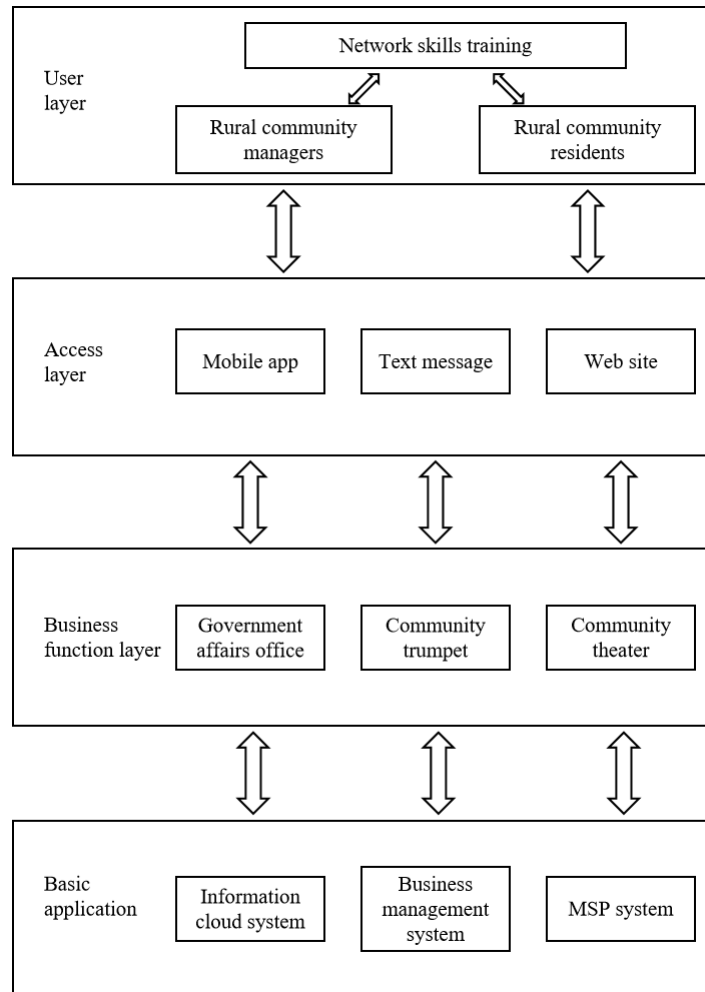 Network skills training
User
layer
Rural community
managers
Rural community
residents
Access
layer
Mobile app
Text message
Web site
Business
function layer
Government
affairs office
Community
trumpet
Community
theater
Basic
application
Information
cloud system
Business
management
system
MSP system